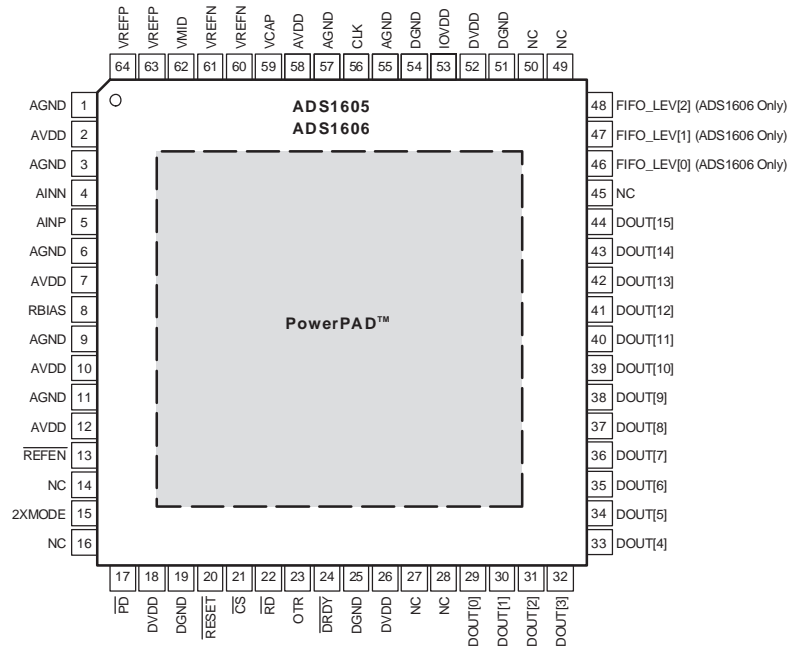 VREFP
VREFP
VMID
VREFN
VREFN
VCAP
AVDD
AGND
CLK
AGND
DGND
IOVDD
DVDD
DGND
NC
NC
64 63 62 61 60 59 58 57 56 55 54 53 52 51 50 49
ADS1605
ADS1606
AGND 1
AVDD 2
AGND 3
AINN 4
AINP 5
AGND 6
AVDD 7
RBIAS 8
AGND 9
AVDD 10
AGND 11
AVDD 12
REFEN 13
NC 14
2XMODE 15
NC 16
PowerPAD™
48 FIFO_LEV[2] (ADS1606 Only)
47 FIFO_LEV[1] (ADS1606 Only)
46 FIFO_LEV[0] (ADS1606 Only)
45 NC
44 DOUT[15]
43 DOUT[14]
42 DOUT[13]
41 DOUT[12]
40 DOUT[11]
39 DOUT[10]
38 DOUT[9]
37 DOUT[8]
36 DOUT[7]
35 DOUT[6]
34 DOUT[5]
33 DOUT[4]
17 18 19 20 21 22 23 24 25 26 27 28 29 30 31 32
PD
DVDD
DGND
RESET
CS
RD
OTR
DRDY
DGND
DVDD
NC
NC
DOUT[0]
DOUT[1]
DOUT[2]
DOUT[3]